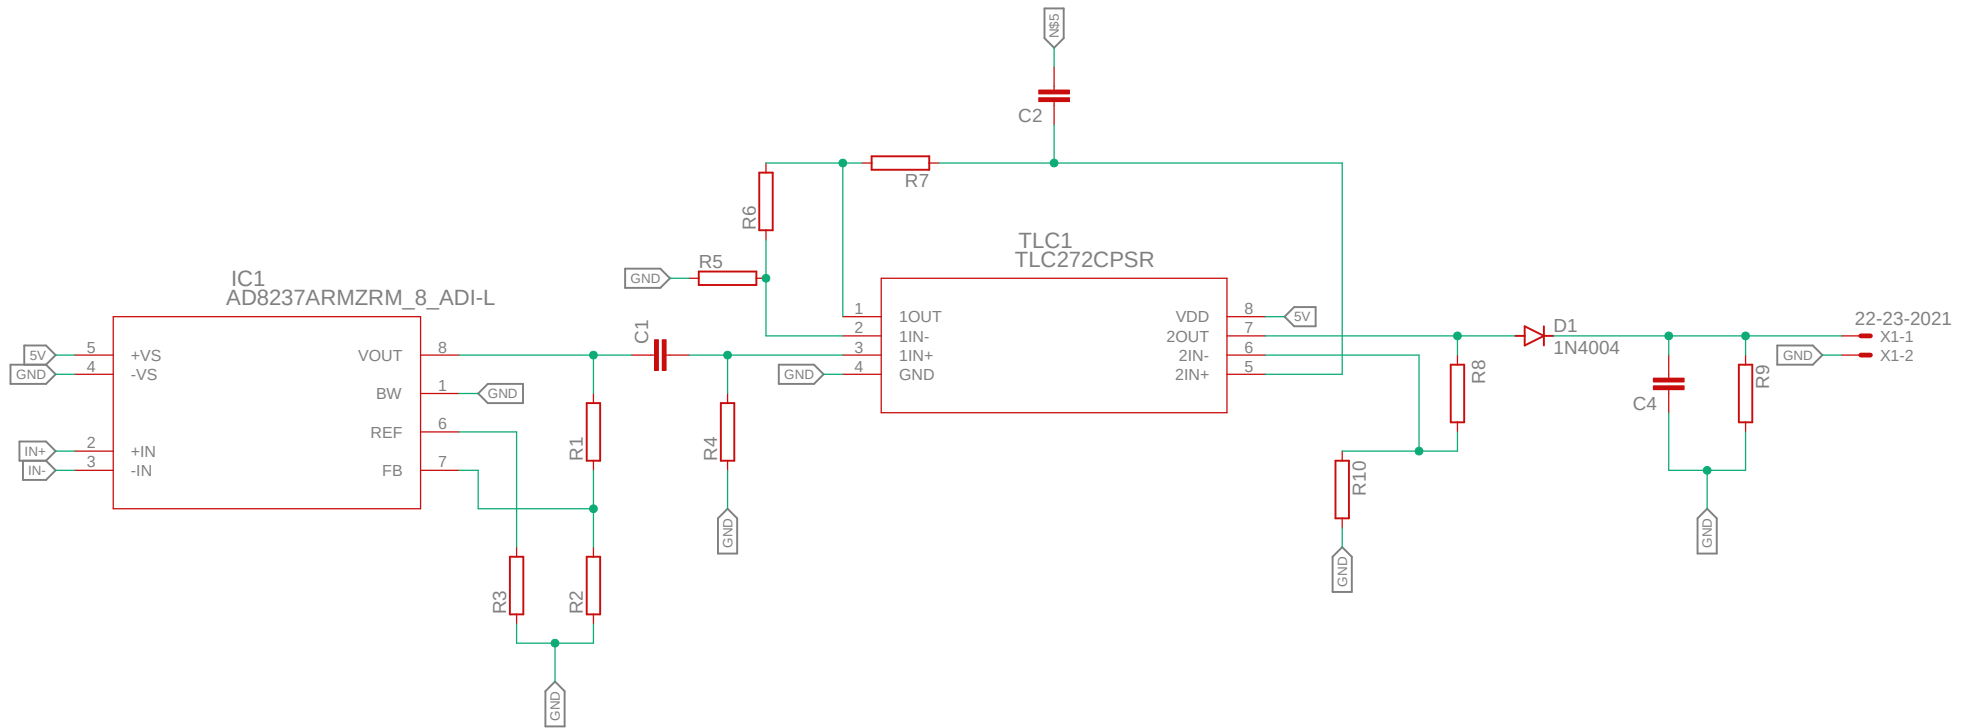 N$5
C2
R7
R6
R5
GND
TLC1
TLC272CPSR
IC1
AD8237ARMZRM_8_ADI-L
5V
5
+VS
GND
4
-VS
IN+
2
+IN
IN-
3
-IN
VOUT
8
BW
1
GND
REF
6
FB
7
R1
C1
R4
GND
R3
R2
GND
1
1OUT
2
1IN-
3
1IN+
GND
4
GND
VDD
8
5V
2OUT
7
2IN-
6
2IN+
5
R8
R10
GND
D1
1N4004
C4
R9
GND
22-23-2021
X1-1
GND
X1-2